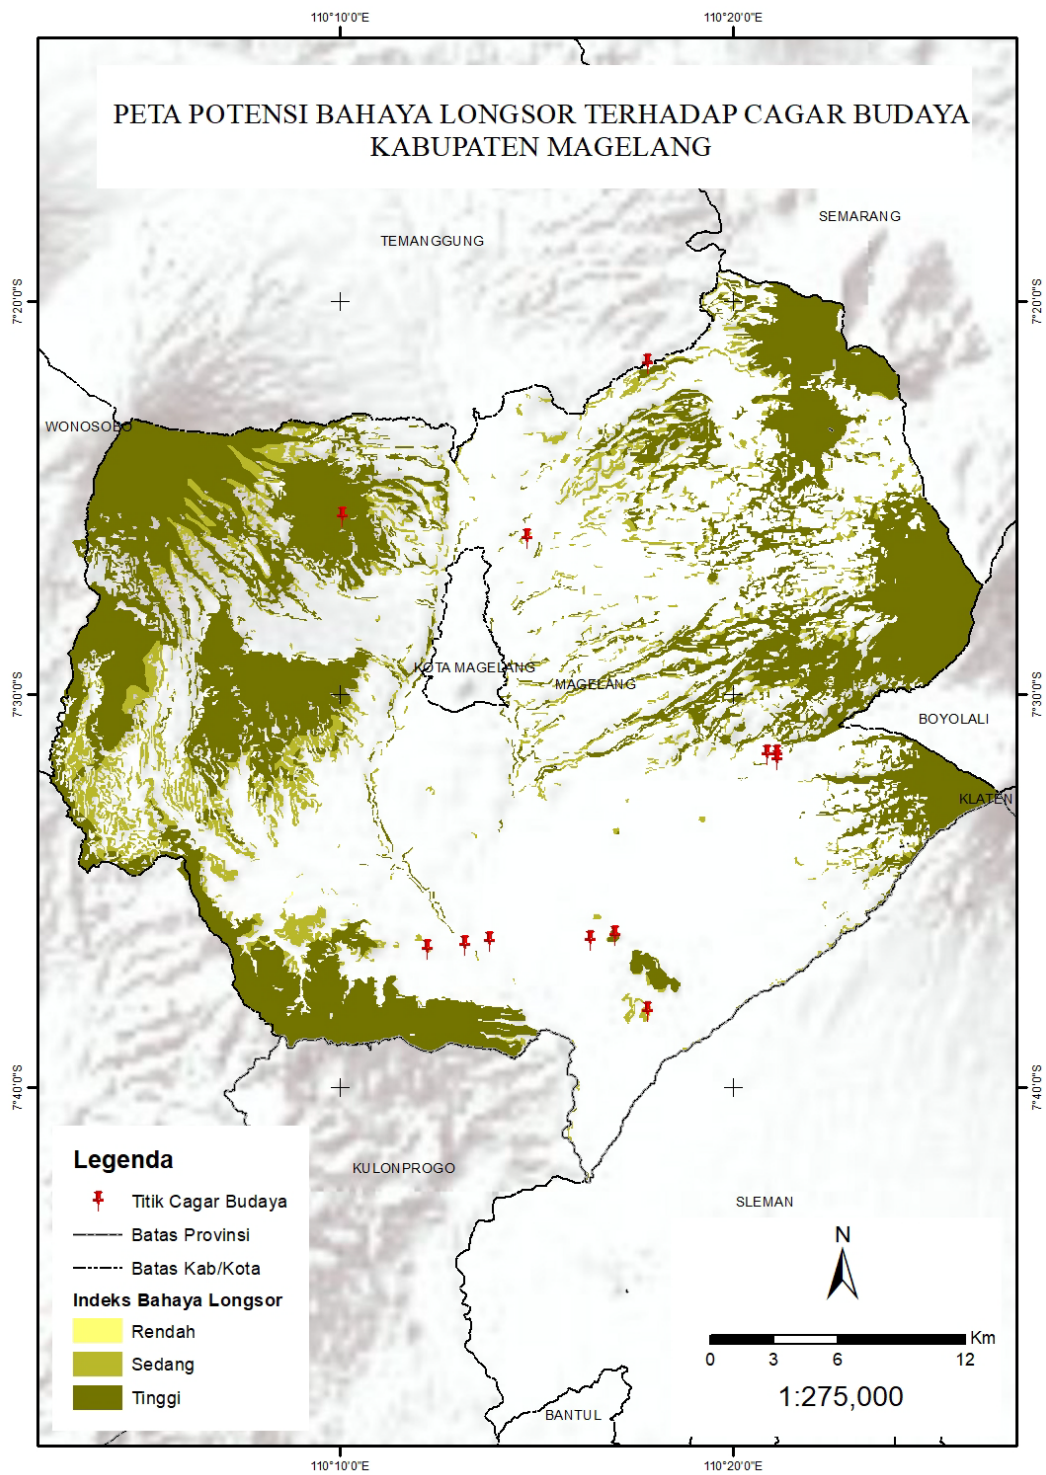 110°10'0"E
110°20'0"E
PETA POTENSI BAHAYA LONGSOR TERHADAP CAGAR BUDAYA
KABUPATEN MAGELANG
SEMARANG
TEMANGGUNG
7°20'0"S
7°20'0"S
WONOSOBO
KOTA MAGELANG
MAGELANG
7°30'0"S
7°30'0"S
BOYOLALI
KLATEN
7°40'0"S
7°40'0"S
KULONPROGO
SLEMAN
BANTUL
Legenda
Titik Cagar Budaya
Batas Provinsi
Batas Kab/Kota
Indeks Bahaya Longsor
Rendah
Sedang
Tinggi
N
Km
0 3 6 12
1:275,000
110°10'0"E
110°20'0"E